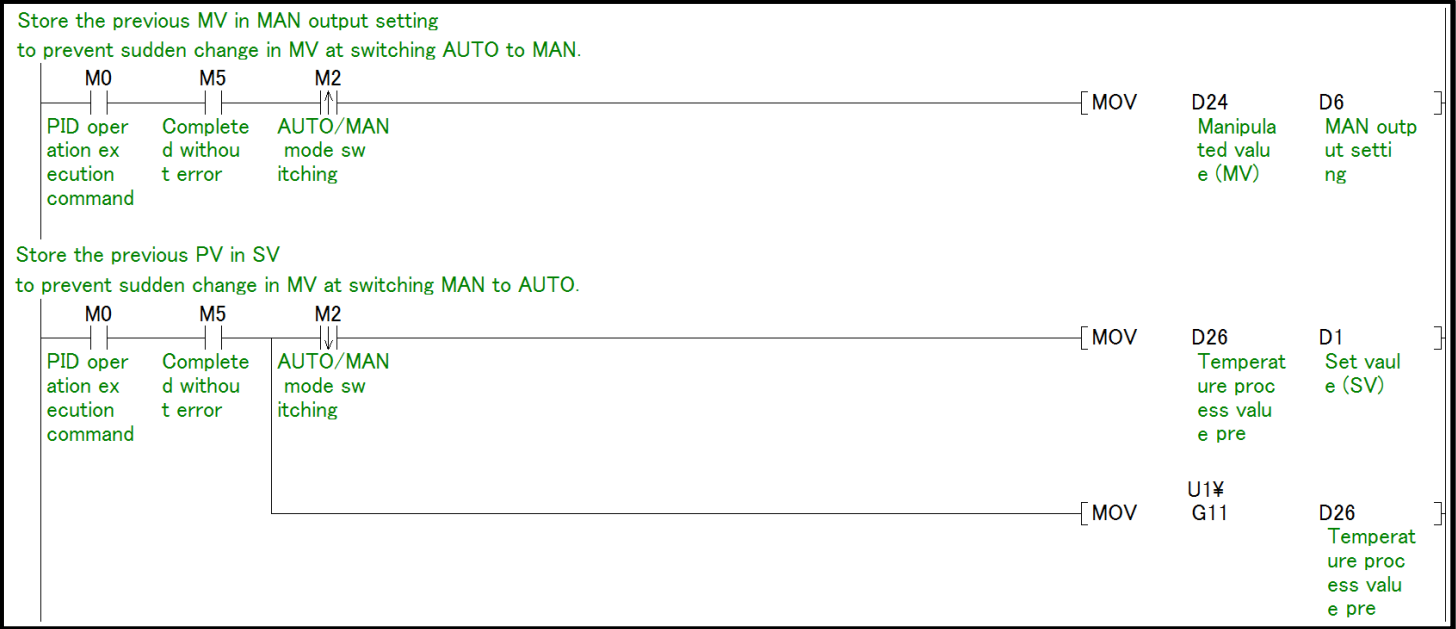 Store the previous MV in MAN output setting
to prevent sudden change in MV at switching AUTO to MAN.
M0 M5 M2
MOV D24 D6
PID oper Complete AUTO/MAN Manipula MAN outp
ation ex d withou mode sw ted valu ut setti
ecution t error itching e (MV) ng
command
Store the previous PV in SV
to prevent sudden change in MV at switching MAN to AUTO.
M0 M5 M2
MOV D26 D1
PID oper Complete AUTO/MAN Temperat Set vaul
ation ex d withou mode sw ure proc e (SV)
ecution t error itching ess valu
command e pre
U1¥
MOV G11 D26
Temperat
ure proc
ess valu
e pre